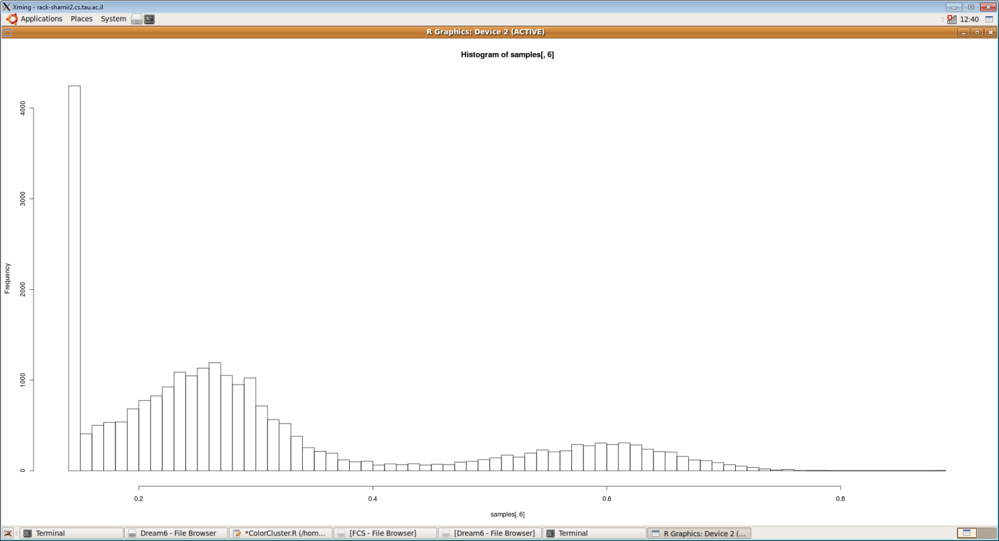 Xming - rack-shamir2.cs.tau.ac.il
Applications Places System 12:40
R Graphics: Device 2 (ACTIVE)
Histogram of samples[, 6]
4000
3000
2000
1000
0
Frequency
0.2 0.4 0.6 0.8
samples[, 6]
Terminal Dream6 - File Browser *ColorCluster.R (/hom... [FCS - File Browser] [Dream6 - File Browser] Terminal R Graphics: Device 2 (...